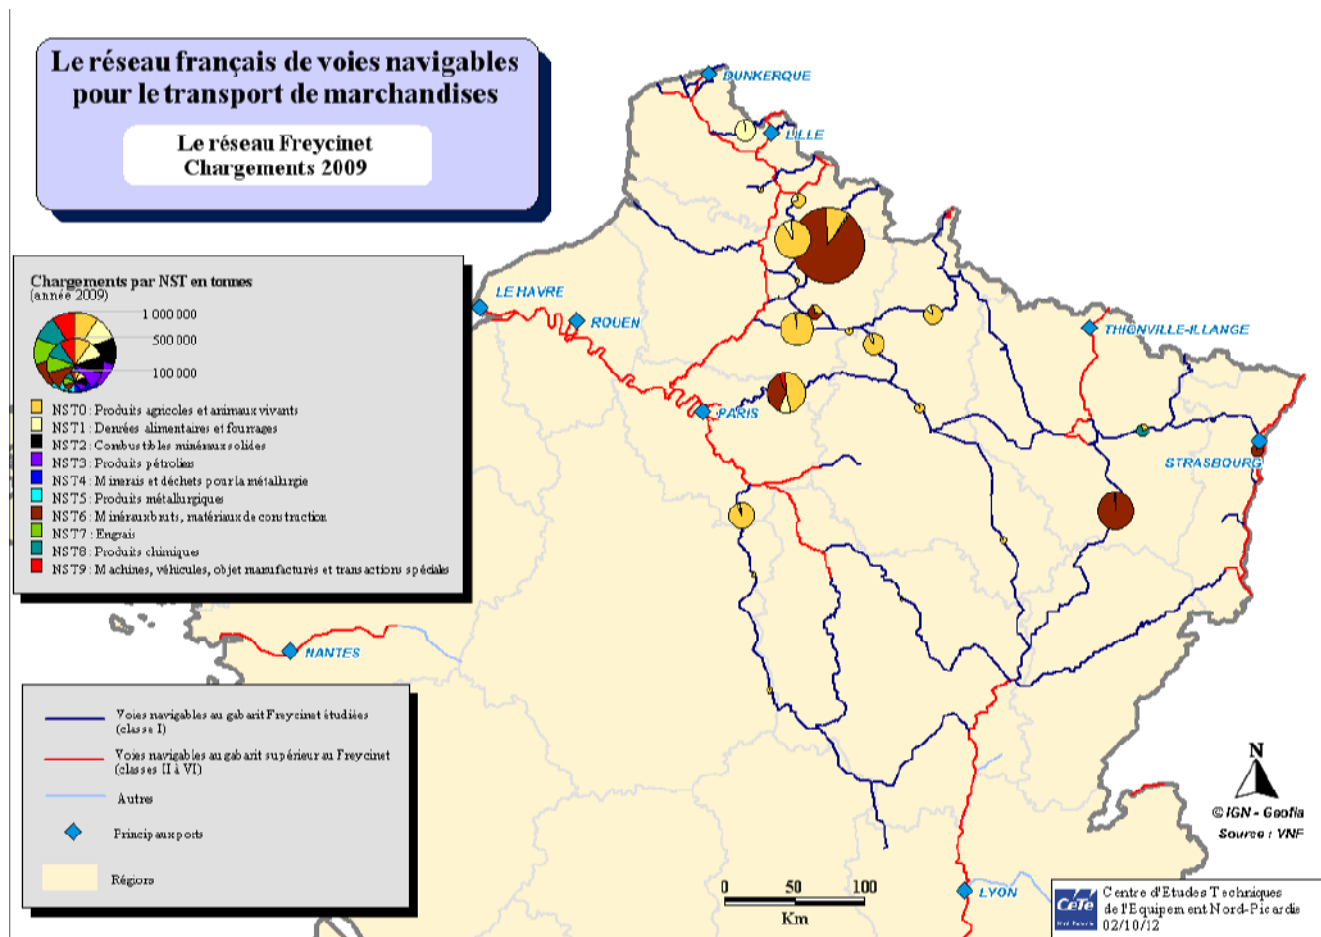 Le réseau français de voies navigables
pour le transport de marchandises
Le réseau Freycinet
Chargements 2009
DUNKERQUE
LILLE
LE HAVRE
ROUEN
THIONVILLE-ILLANGE
PARIS
STRASBOURG
NANTES
LYON
Chargements par NST en tonnes
(année 2009)
1 000 000
500 000
100 000
NST0 : Produits agricoles et animaux vivants
NST1 : Denrées alimentaires et fourrages
NST2 : Combustibles minéraux solides
NST3 : Produits pétroliers
NST4 : Minerais et déchets pour la métallurgie
NST5 : Produits métallurgiques
NST6 : Minéraux bruts, matériaux de construction
NST7 : Engrais
NST8 : Produits chimiques
NST9 : Machines, véhicules, objet manufacturés et transactions spéciales
Voies navigables au gabarit Freycinet étudiées
(classe I)
Voies navigables au gabarit supérieur au Freycinet
(classes II à VI)
Autres
Principaux ports
Régions
0 50 100
Km
N
© IGN - Geofla
Source : VNF
CETE
Nord Picardie
Centre d'Etudes Techniques
de l'Equipement Nord-Picardie
02/10/12